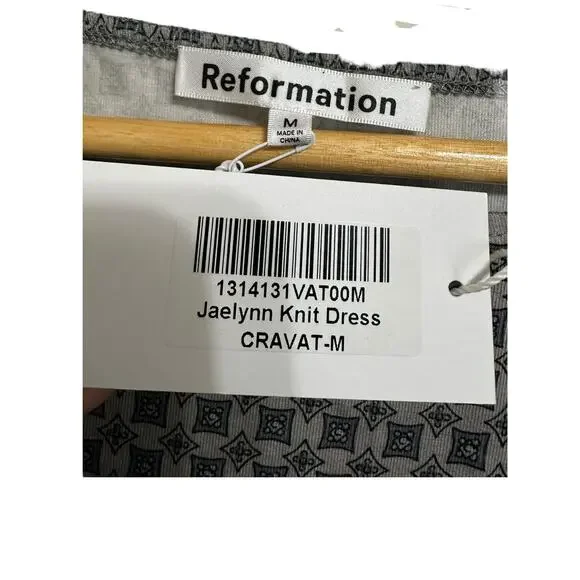 Reformation
M
MADE IN
CHINA
1314131VAT00M
Jaelynn Knit Dress
CRAVAT-M